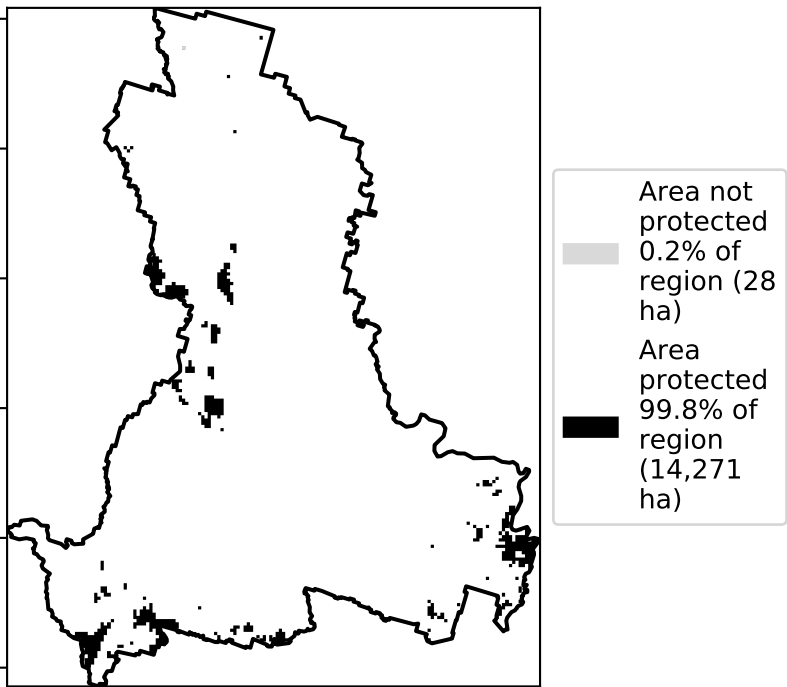 Area not
protected
0.2% of
region (28
ha)
Area
protected
99.8% of
region
(14,271
ha)